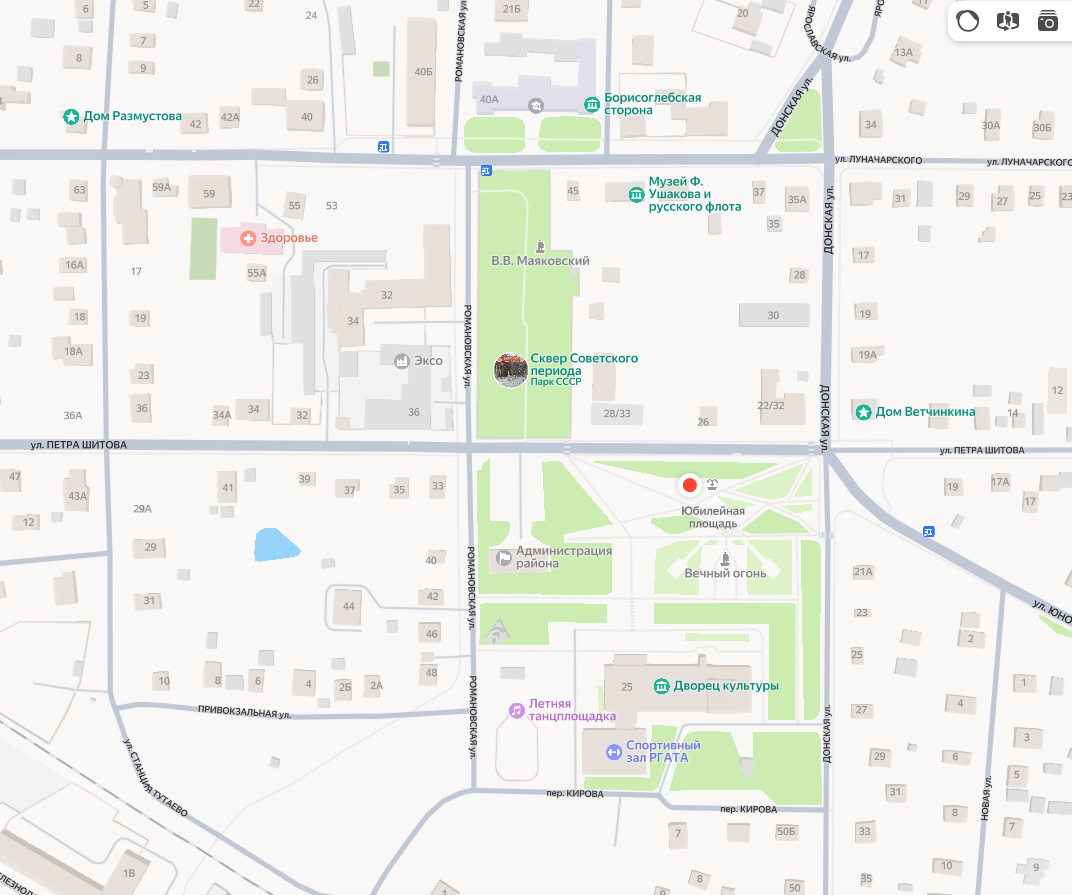 5
22
24
21Б
20
ЯРОСЛАВСКАЯ ул.
7
8
9
26
40Б
РОМАНОВСКАЯ ул.
13А
40А
Борисоглебская
сторона
ДОНСКАЯ ул.
Дом Размустова
42
42А
40
34
30А
30Б
ул. ЛУНАЧАРСКОГО
ул. ЛУНАЧАРСКОГО
63
59А
59
55
53
45
Музей Ф.
Ушакова и
русского флота
37
35А
35
31
29
27
25
23
ДОНСКАЯ ул.
Здоровье
В.В. Маяковский
16А
17
55А
28
17
32
34
18
19
30
19
РОМАНОВСКАЯ ул.
18А
Эксо
Сквер Советского
периода
Парк СССР
19А
23
12
36А
36
34А
34
32
36
28/33
26
22/32
Дом Ветчинкина
14
ДОНСКАЯ ул.
ул. ПЕТРА ШИТОВА
ул. ПЕТРА ШИТОВА
47
43А
41
39
37
35
33
19
17А
17
29А
12
Юбилейная
площадь
29
Администрация
района
40
Вечный огонь
21А
РОМАНОВСКАЯ ул.
31
44
42
46
23
2
25
10
8
6
4
2Б
2А
48
25
Дворец культуры
1
4
ПРИВОКЗАЛЬНАЯ ул.
РОМАНОВСКАЯ ул.
Летняя
танцплощадка
27
ДОНСКАЯ ул.
3
Спортивный
зал РГАТА
29
6
5
ул. СТАНЦИЯ ТУТАЕВО
пер. КИРОВА
пер. КИРОВА
31
8
НОВАЯ ул.
7
50Б
33
7
1В
8
50
35
10
9